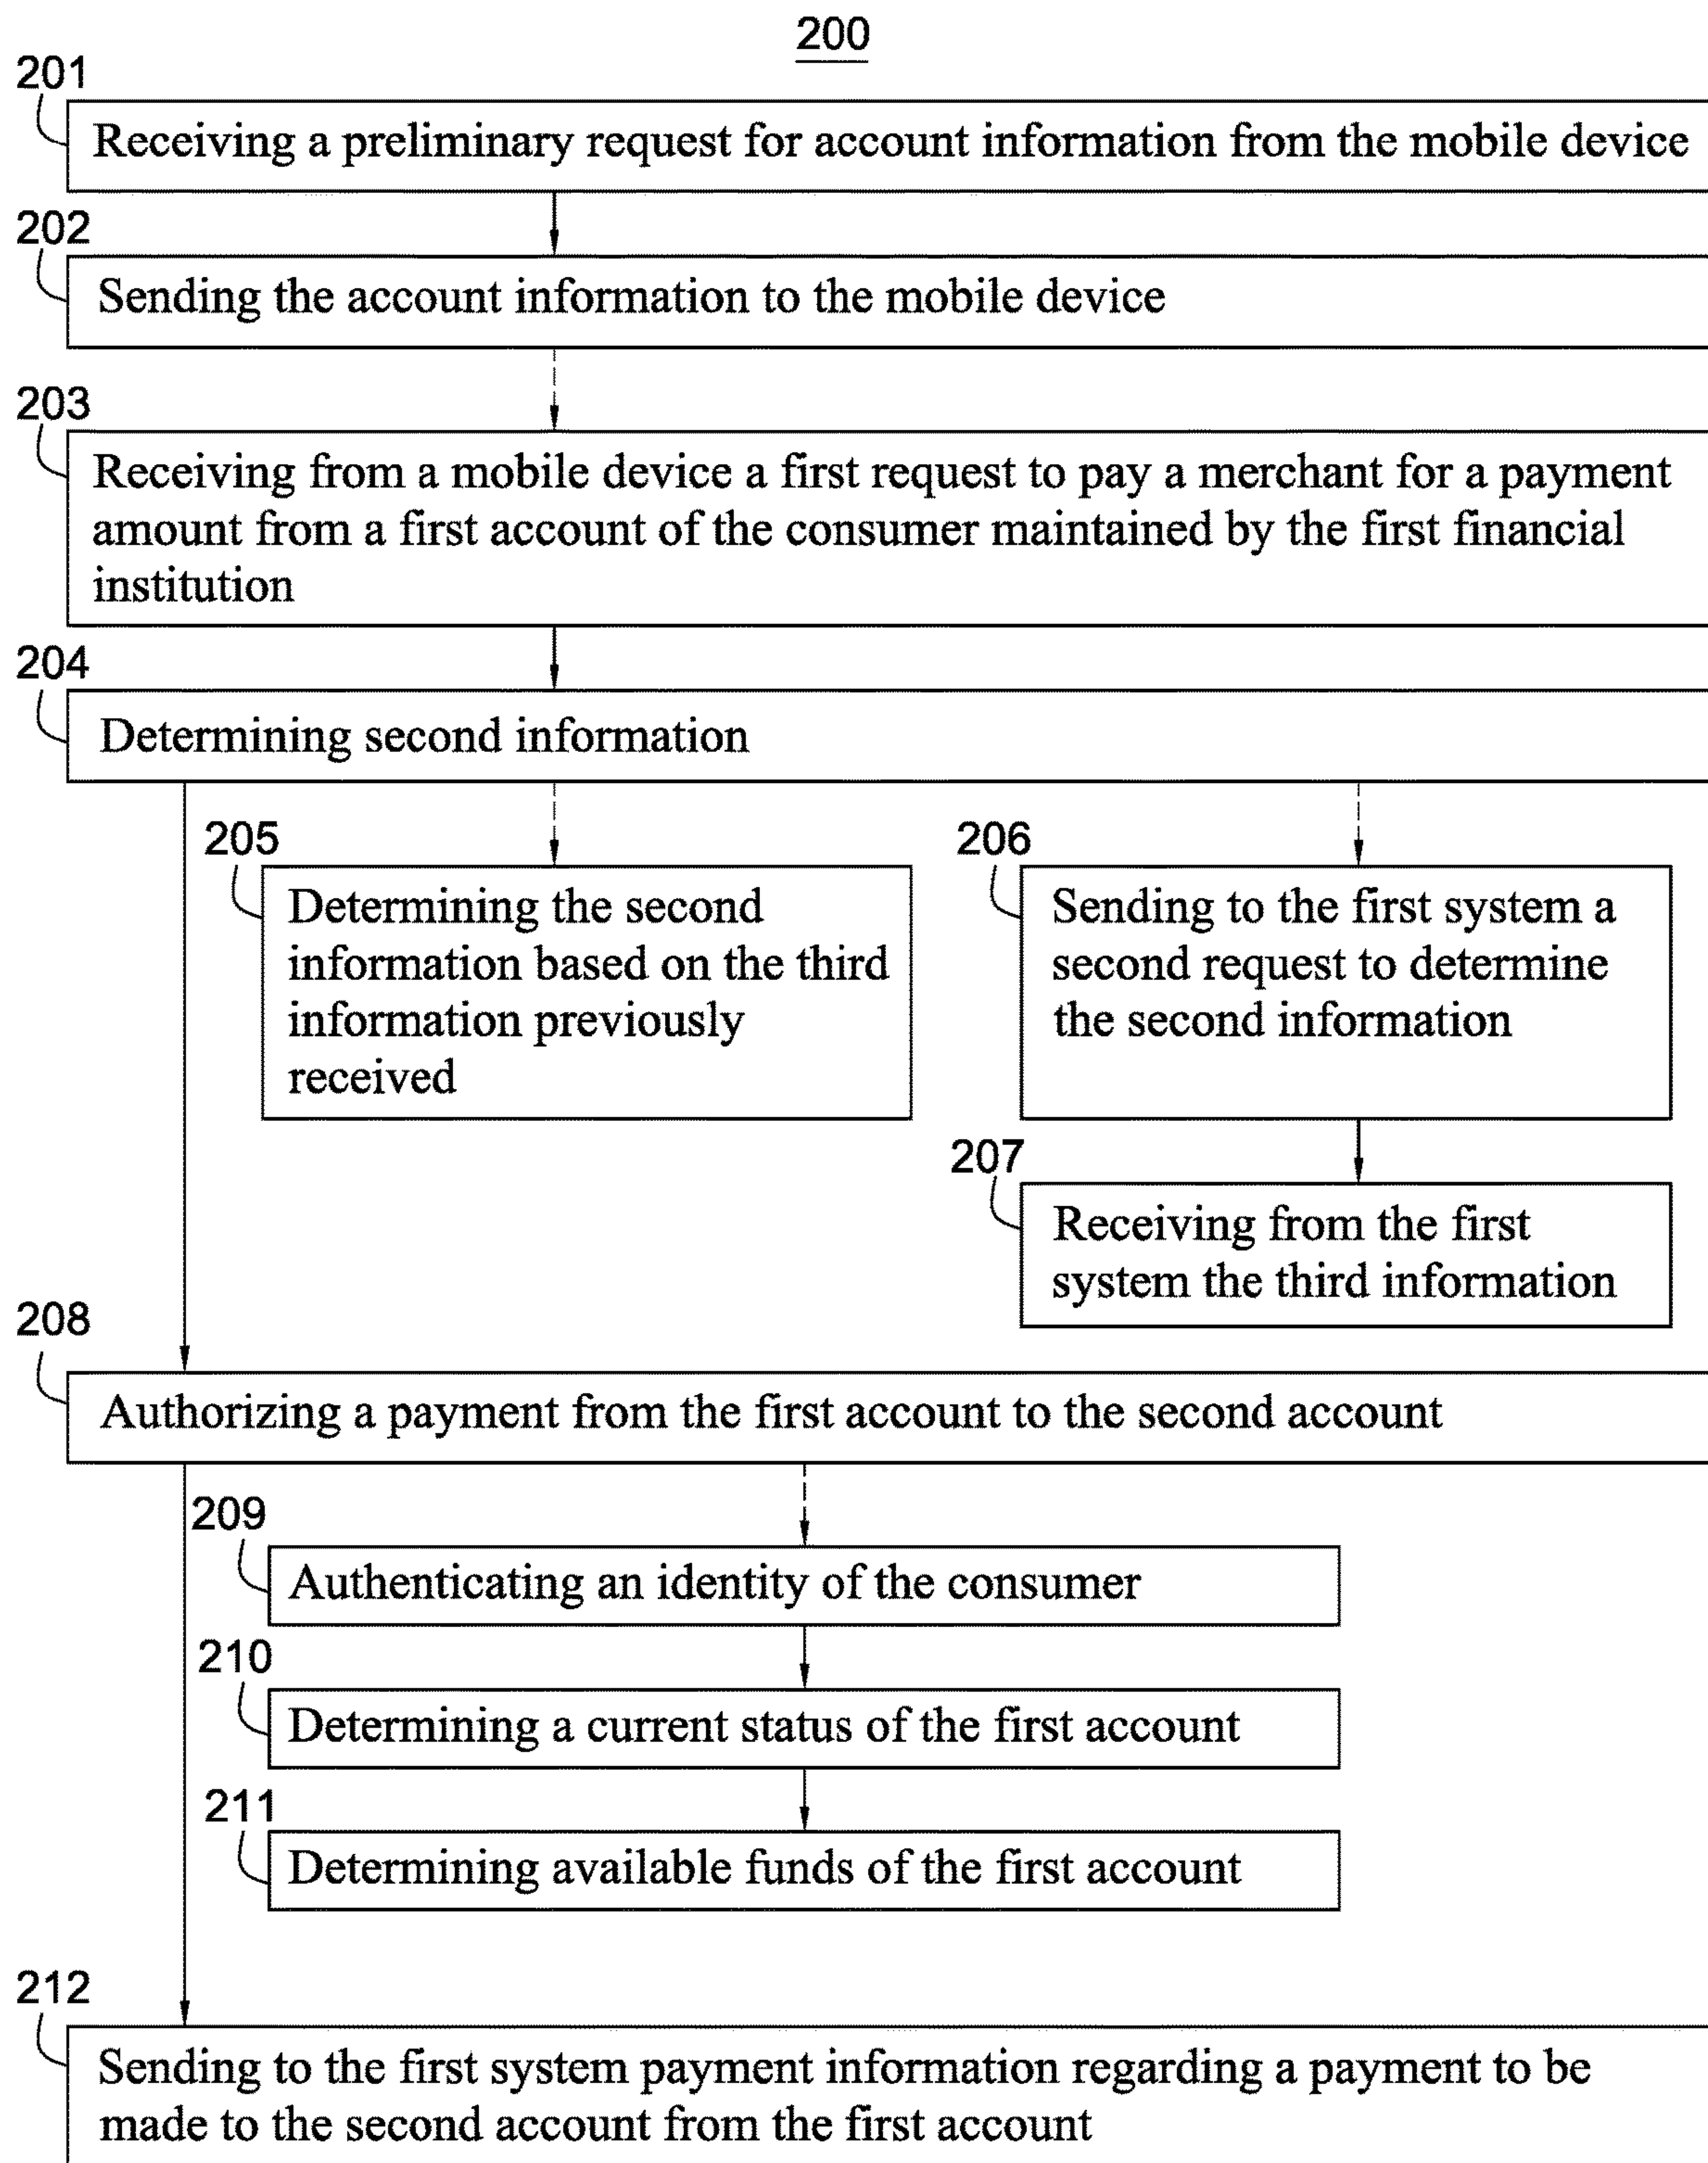 200
201
Receiving a preliminary request for account information from the mobile device
202
Sending the account information to the mobile device
203
Receiving from a mobile device a first request to pay a merchant for a payment
amount from a first account of the consumer maintained by the first financial
institution
204
Determining second information
205
Determining the second
information based on the third
information previously
received
206
Sending to the first system a
second request to determine
the second information
207
Receiving from the first
system the third information
208
Authorizing a payment from the first account to the second account
209
Authenticating an identity of the consumer
210
Determining a current status of the first account
211
Determining available funds of the first account
212
Sending to the first system payment information regarding a payment to be
made to the second account from the first account